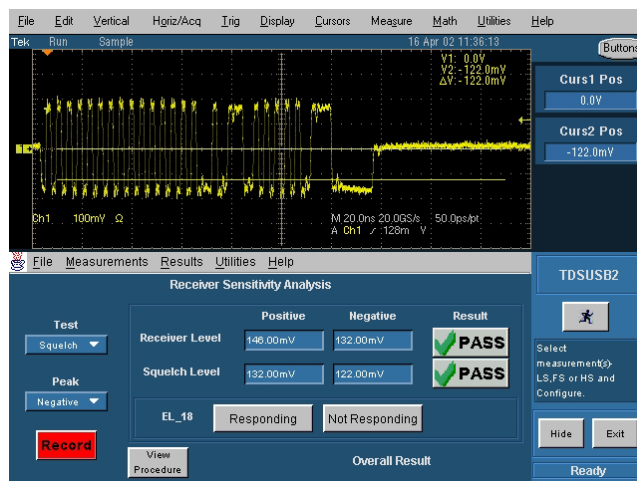 File Edit Vertical Horiz/Acq Trig Display Cursors Measure Math Utilities Help
Tek Run Sample 16 Apr 02 11:36:13
Buttons
V1: 0.0V
V2: -122.0mV
ΔV: -122.0mV
Curs1 Pos
0.0V
Curs2 Pos
-122.0mV
Ch1 100mV Ω
M 20.0ns 20.0GS/s 50.0ps/pt
A Ch1 ∕ 128m V
File Measurements Results Utilities Help
TDSUSB2
Receiver Sensitivity Analysis
Positive Negative Result
Test
Squelch
Receiver Level 146.00mV 132.00mV PASS
Select
measurement(s)-
LS,FS or HS and
Configure.
Squelch Level 132.00mV 122.00mV PASS
Peak
Negative
EL_18 Responding Not Responding
Record
Hide Exit
View
Procedure
Overall Result
Ready